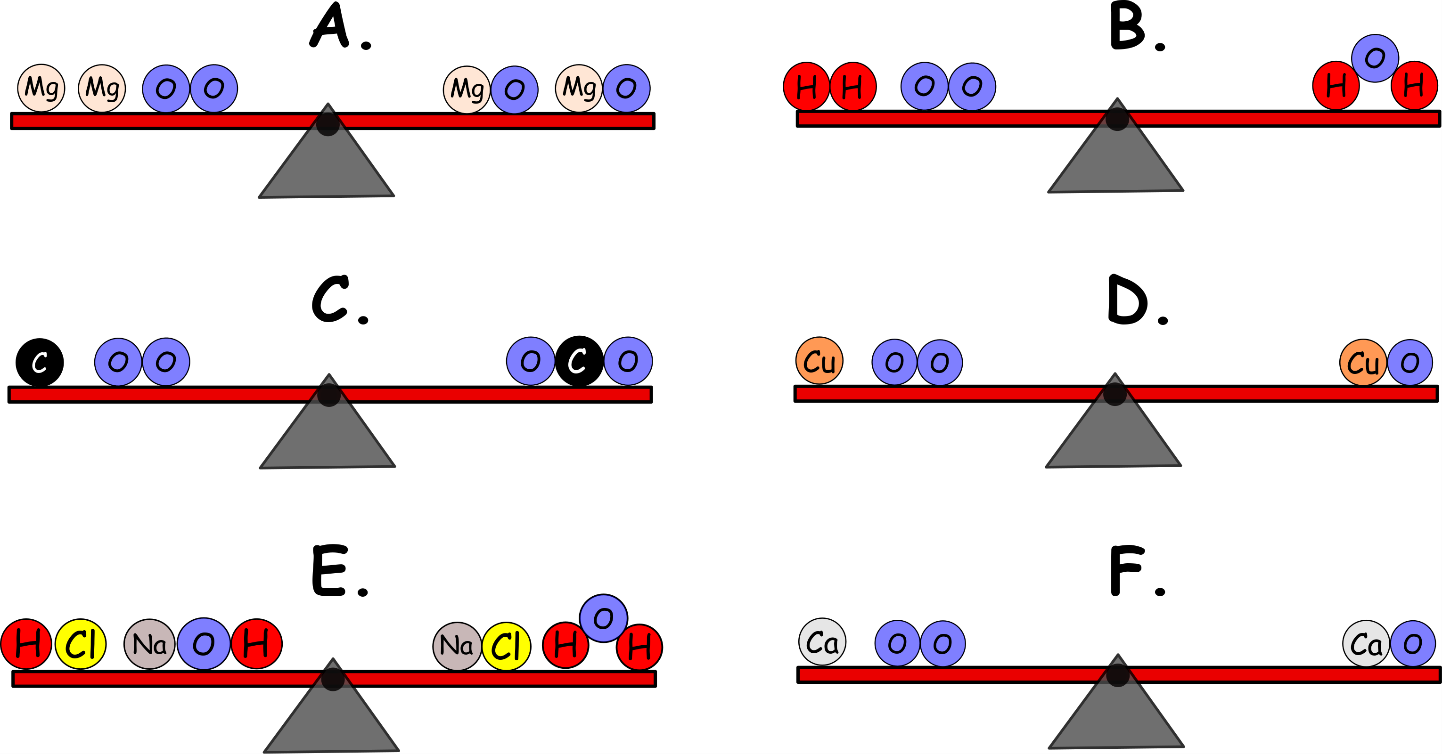 A. B.
Mg Mg O O Mg O Mg O H H O O H O H
C. D.
C O O O C O Cu O O Cu O
E. F.
H Cl Na O H Na Cl H O H Ca O O Ca O